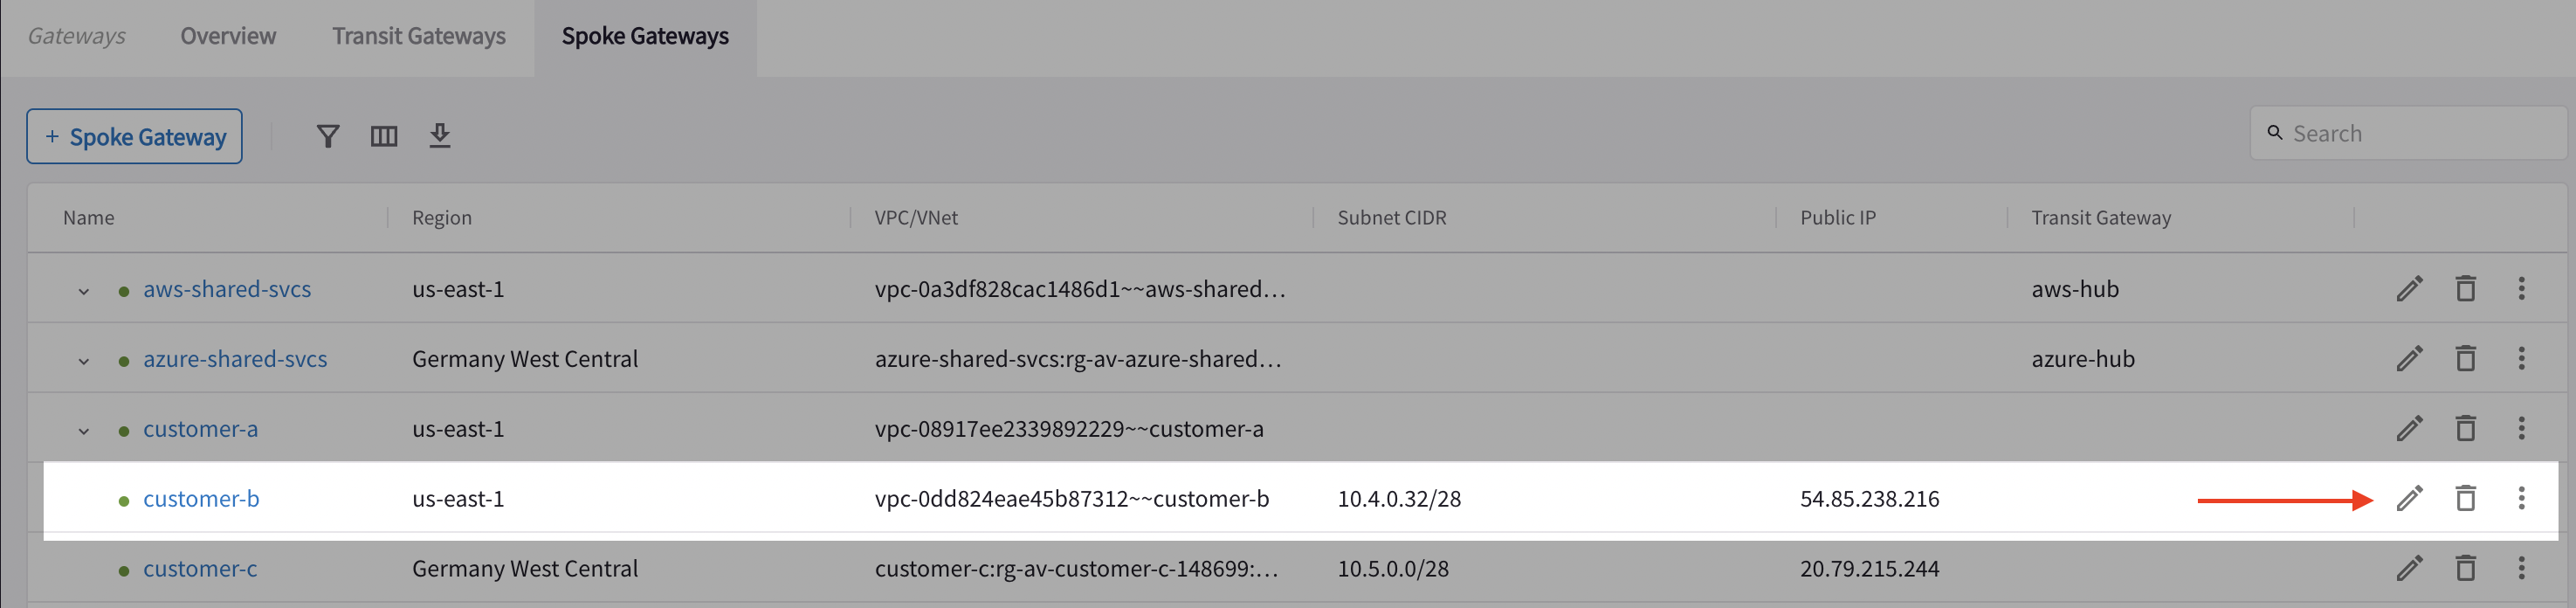 Gateways Overview Transit Gateways Spoke Gateways
+ Spoke Gateway Search
Name Region VPC/VNet Subnet CIDR Public IP Transit Gateway
aws-shared-svcs us-east-1 vpc-0a3df828cac1486d1~~aws-shared... aws-hub
azure-shared-svcs Germany West Central azure-shared-svcs:rg-av-azure-shared... azure-hub
customer-a us-east-1 vpc-08917ee2339892229~~customer-a
customer-b us-east-1 vpc-0dd824eae45b87312~~customer-b 10.4.0.32/28 54.85.238.216
customer-c Germany West Central customer-c:rg-av-customer-c-148699:... 10.5.0.0/28 20.79.215.244